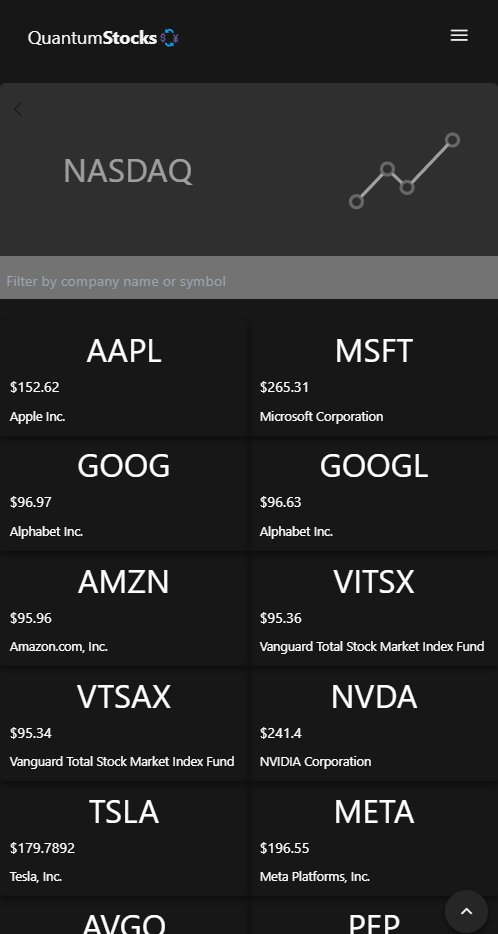 QuantumStocks
NASDAQ
Filter by company name or symbol
AAPL
$152.62
Apple Inc.
MSFT
$265.31
Microsoft Corporation
GOOG
$96.97
Alphabet Inc.
GOOGL
$96.63
Alphabet Inc.
AMZN
$95.96
Amazon.com, Inc.
VITSX
$95.36
Vanguard Total Stock Market Index Fund
VTSAX
$95.34
Vanguard Total Stock Market Index Fund
NVDA
$241.4
NVIDIA Corporation
TSLA
$179.7892
Tesla, Inc.
META
$196.55
Meta Platforms, Inc.
AVGO
PEP